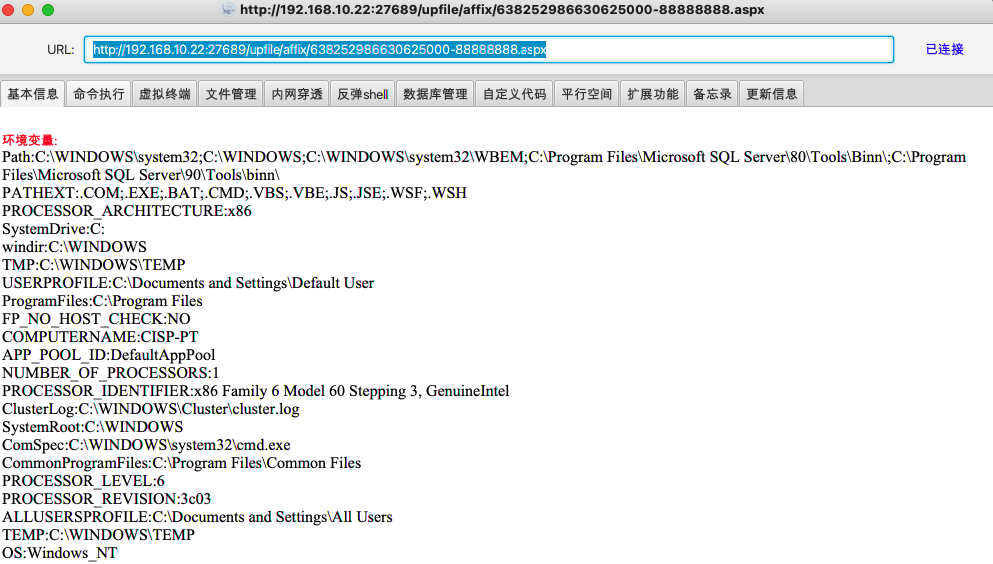 http://192.168.10.22:27689/upfile/affix/638252986630625000-88888888.aspx
URL: http://192.168.10.22:27689/upfile/affix/638252986630625000-88888888.aspx 已连接
基本信息 命令执行 虚拟终端 文件管理 内网穿透 反弹shell 数据库管理 自定义代码 平行空间 扩展功能 备忘录 更新信息
环境变量:
Path:C:\WINDOWS\system32;C:\WINDOWS;C:\WINDOWS\system32\WBEM;C:\Program Files\Microsoft SQL Server\80\Tools\Binn\;C:\Program
Files\Microsoft SQL Server\90\Tools\binn\
PATHEXT:.COM;.EXE;.BAT;.CMD;.VBS;.VBE;.JS;.JSE;.WSF;.WSH
PROCESSOR_ARCHITECTURE:x86
SystemDrive:C:
windir:C:\WINDOWS
TMP:C:\WINDOWS\TEMP
USERPROFILE:C:\Documents and Settings\Default User
ProgramFiles:C:\Program Files
FP_NO_HOST_CHECK:NO
COMPUTERNAME:CISP-PT
APP_POOL_ID:DefaultAppPool
NUMBER_OF_PROCESSORS:1
PROCESSOR_IDENTIFIER:x86 Family 6 Model 60 Stepping 3, GenuineIntel
ClusterLog:C:\WINDOWS\Cluster\cluster.log
SystemRoot:C:\WINDOWS
ComSpec:C:\WINDOWS\system32\cmd.exe
CommonProgramFiles:C:\Program Files\Common Files
PROCESSOR_LEVEL:6
PROCESSOR_REVISION:3c03
ALLUSERSPROFILE:C:\Documents and Settings\All Users
TEMP:C:\WINDOWS\TEMP
OS:Windows_NT